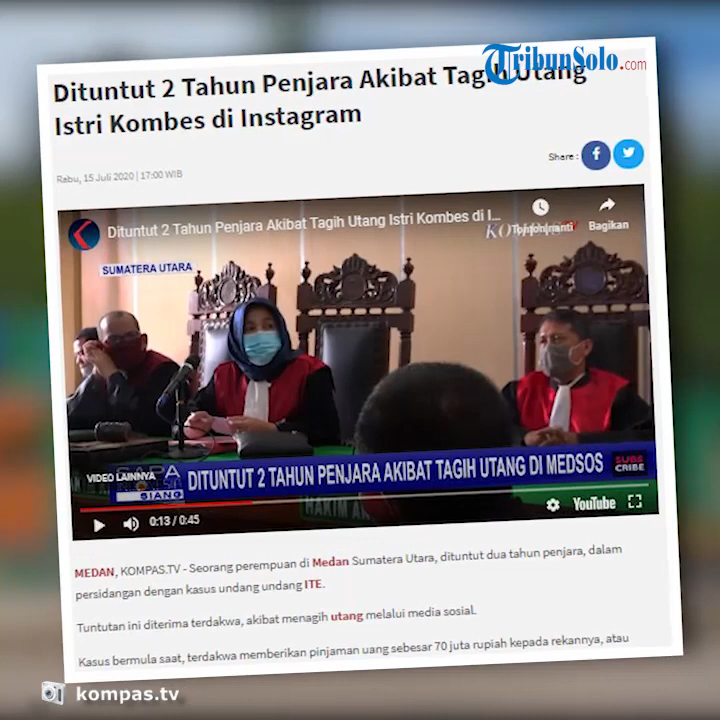 TribunSolo.com
Dituntut 2 Tahun Penjara Akibat Tagih Utang
Istri Kombes di Instagram
Share :
Rabu, 15 Juli 2020 | 17:00 WIB
Dituntut 2 Tahun Penjara Akibat Tagih Utang Istri Kombes di I...
Tonton nanti
Bagikan
SUMATERA UTARA
VIDEO LAINNYA
SAPA
SIANG
DITUNTUT 2 TAHUN PENJARA AKIBAT TAGIH UTANG DI MEDSOS
SUBSCRIBE
0:13 / 0:45
YouTube
MEDAN, KOMPAS.TV - Seorang perempuan di Medan Sumatera Utara, dituntut dua tahun penjara, dalam
persidangan dengan kasus undang undang ITE.
Tuntutan ini diterima terdakwa, akibat menagih utang melalui media sosial.
Kasus bermula saat, terdakwa memberikan pinjaman uang sebesar 70 juta rupiah kepada rekannya, atau
kompas.tv